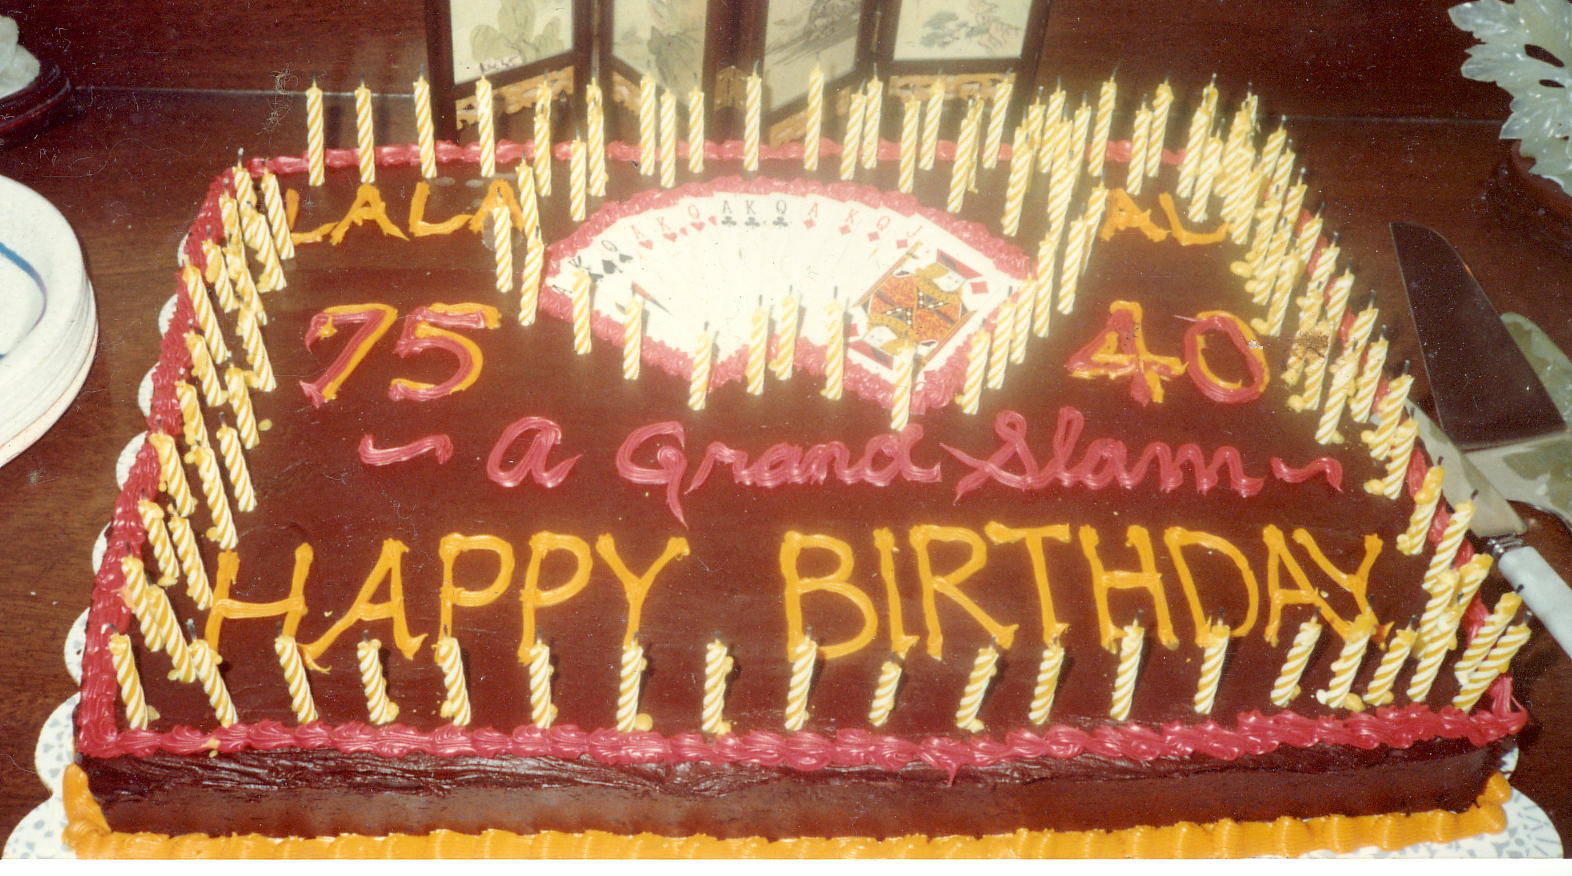 LALA AL
K Q A K Q A K Q A K Q J
75 40
~ A Grand Slam ~
HAPPY BIRTHDAY